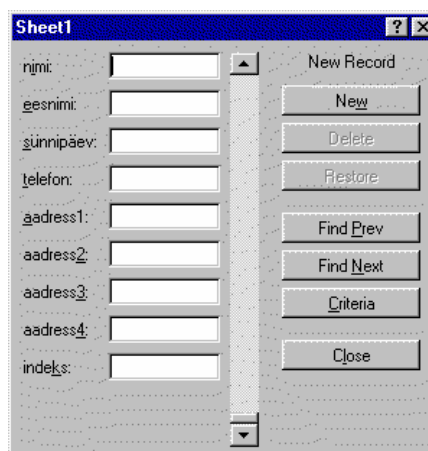 Sheet1
nimi:
eesnimi:
sünnipäev:
telefon:
aadress1:
aadress2:
aadress3:
aadress4:
indeks:
New Record
New
Delete
Restore
Find Prev
Find Next
Criteria
Close